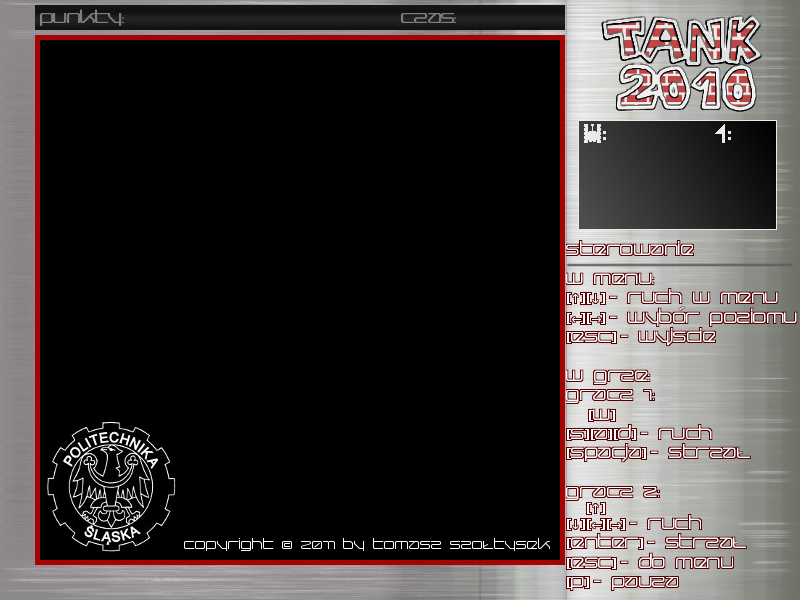 punkty:
czas:
TANK
2010
:
1:
sterowanie
w menu:
[↑][↓]- ruch w menu
[←][→]- wybór poziomu
[esc]- wyjscie
w grze:
gracz 1:
[w]
[s][a][d]- ruch
[spacja]- strzał
gracz 2:
[↑]
[↓][←][→]- ruch
[enter]- strzał
[esc]- do menu
[p]- pauza
POLITECHNIKA
ŚLĄSKA
copyright © 2011 by tomasz szołtysek